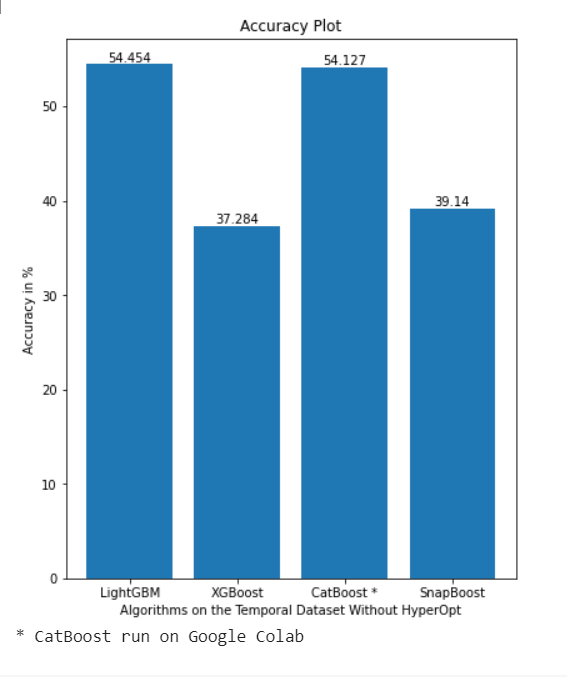 Accuracy Plot
54.454
37.284
54.127
39.14
50
40
30
20
10
0
Accuracy in %
LightGBM XGBoost CatBoost * SnapBoost
Algorithms on the Temporal Dataset Without HyperOpt
* CatBoost run on Google Colab